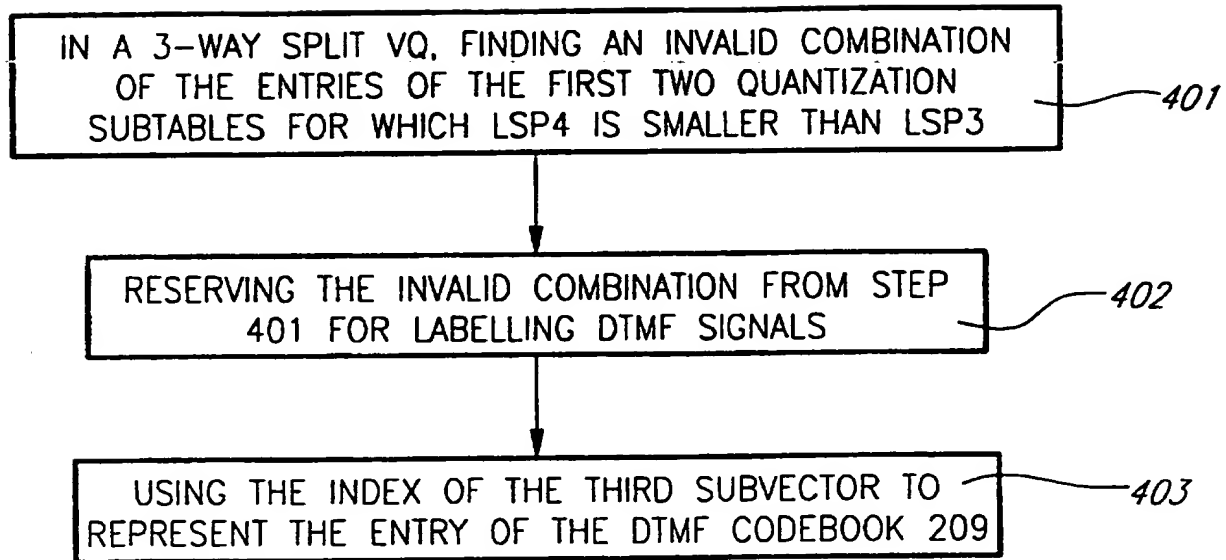 IN A 3-WAY SPLIT VQ, FINDING AN INVALID COMBINATION
OF THE ENTRIES OF THE FIRST TWO QUANTIZATION
SUBTABLES FOR WHICH LSP4 IS SMALLER THAN LSP3
401
RESERVING THE INVALID COMBINATION FROM STEP
401 FOR LABELLING DTMF SIGNALS
402
USING THE INDEX OF THE THIRD SUBVECTOR TO
REPRESENT THE ENTRY OF THE DTMF CODEBOOK 209
403